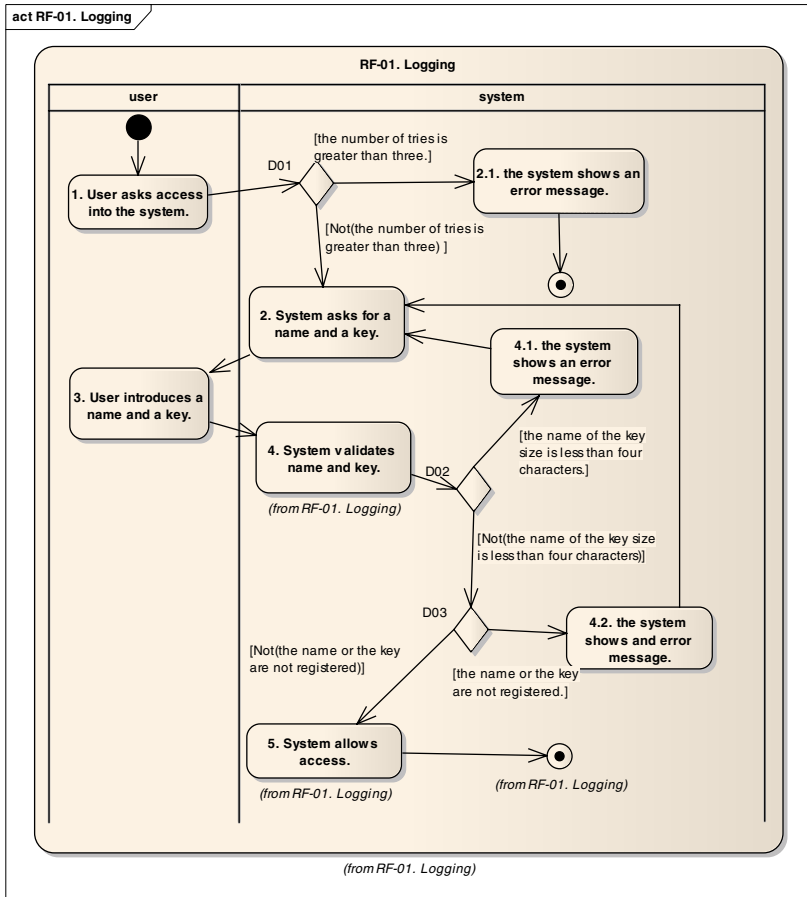 act RF-01. Logging
RF-01. Logging
user
system
[the number of tries is
greater than three.]
D01
2.1. the system shows an
error message.
1. User asks access
into the system.
[Not(the number of tries is
greater than three) ]
2. System asks for a
name and a key.
4.1. the system
shows an error
message.
3. User introduces a
name and a key.
4. System validates
name and key.
(from RF-01. Logging)
D02
[the name of the key
size is less than four
characters.]
[Not(the name of the key size
is less than four characters)]
D03
4.2. the system
shows and error
message.
[Not(the name or the key
are not registered)]
[the name or the key
are not registered.]
5. System allows
access.
(from RF-01. Logging)
(from RF-01. Logging)
(from RF-01. Logging)